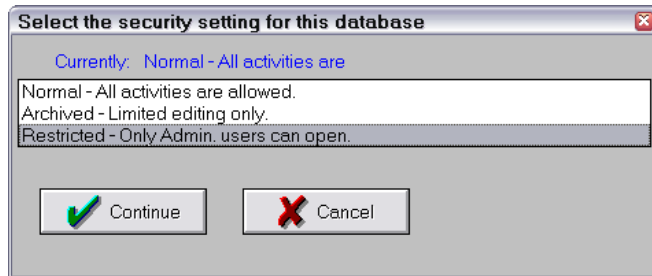 Select the security setting for this database
Currently: Normal - All activities are
Normal - All activities are allowed.
Archived - Limited editing only.
Restricted - Only Admin. users can open.
Continue Cancel